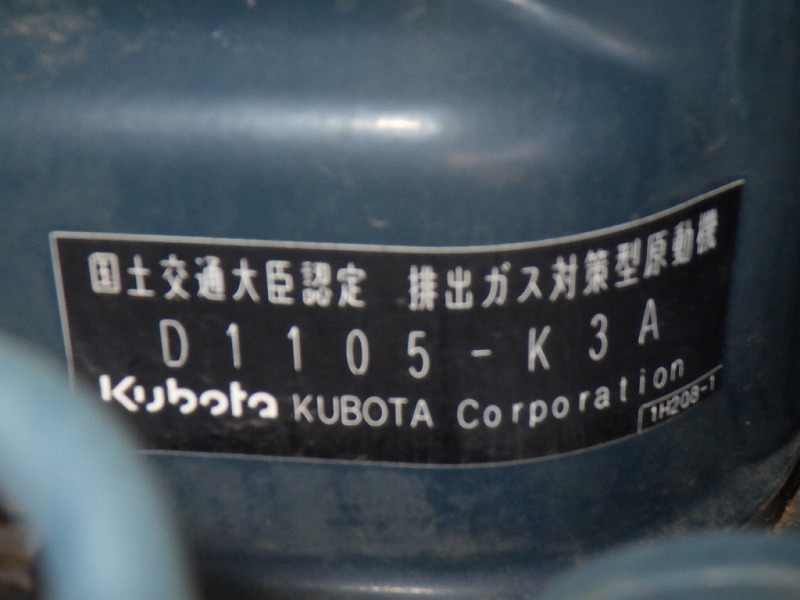 国土交通大臣認定 排出ガス対策型原動機
D1105-K3A
Kubota KUBOTA Corporation
1H208-1